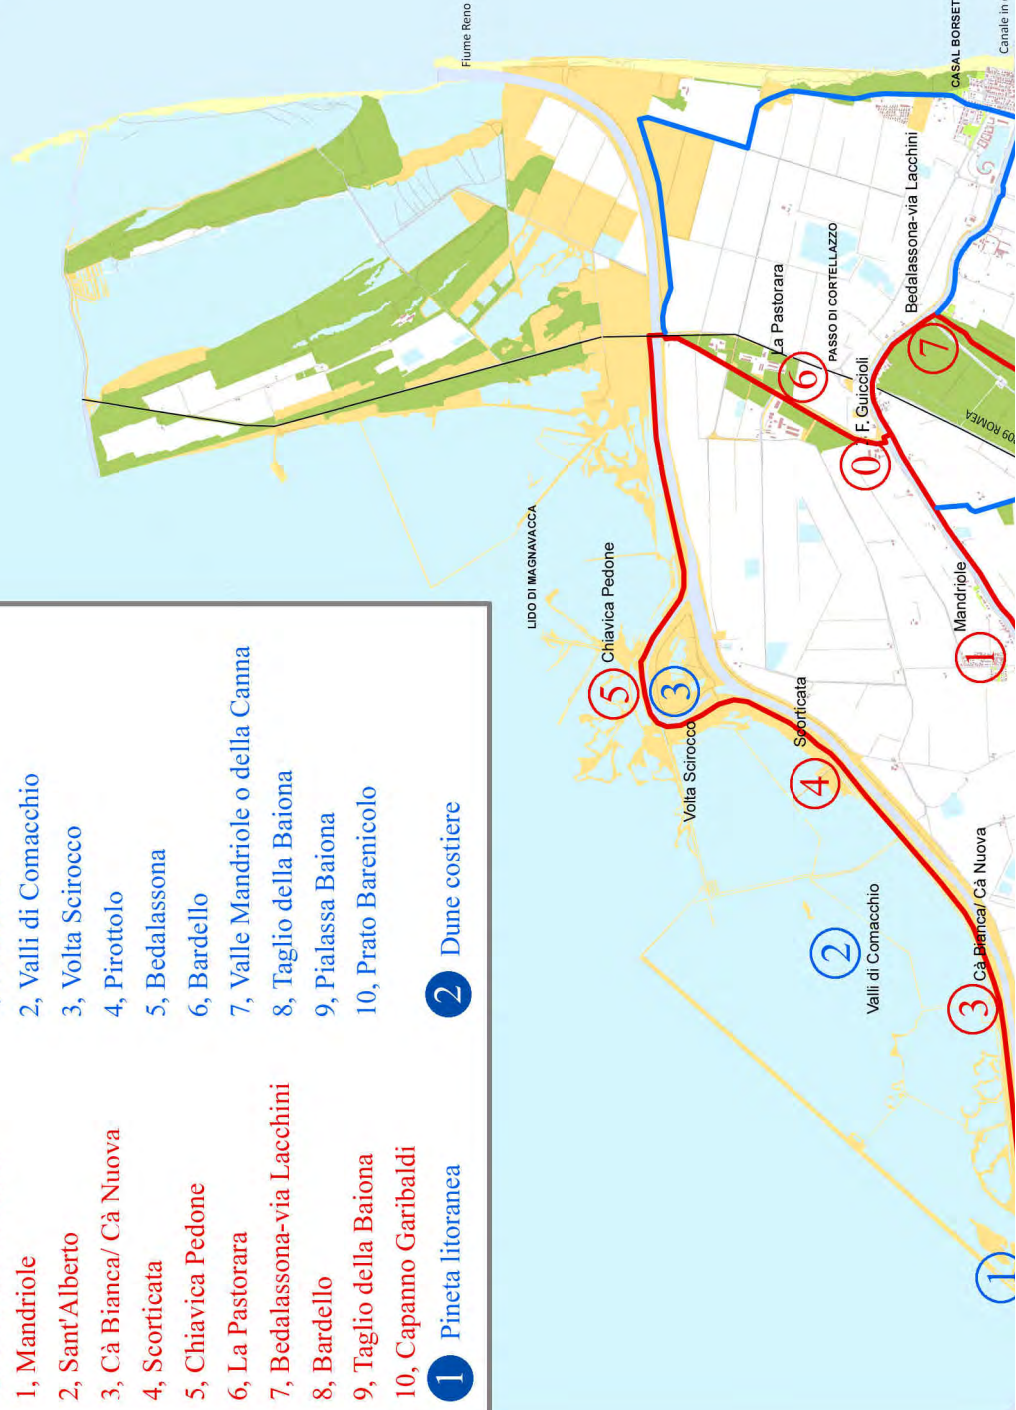 1, Mandriole
2, Sant'Alberto
3, Cà Bianca/ Cà Nuova
4, Scorticata
5, Chiavica Pedone
6, La Pastorara
7, Bedalassona-via Lacchini
8, Bardello
9, Taglio della Baiona
10, Capanno Garibaldi
1 Pineta litoranea
2, Valli di Comacchio
3, Volta Scirocco
4, Pirottolo
5, Bedalassona
6, Bardello
7, Valle Mandriole o della Canna
8, Taglio della Baiona
9, Pialassa Baiona
10, Prato Barenicolo
2 Dune costiere
Fiume Reno
CASAL BORSET
Canale in
LIDO DI MAGNAVACCA
Chiavica Pedone
5
3
Volta Scirocco
Scorticata
4
La Pastorara
6
PASSO DI CORTELLAZZO
F. Guiccioli
0
Bedalassona-via Lacchini
7
309 ROMEA
Mandriole
1
2
Valli di Comacchio
Cà Bianca/ Cà Nuova
3
1